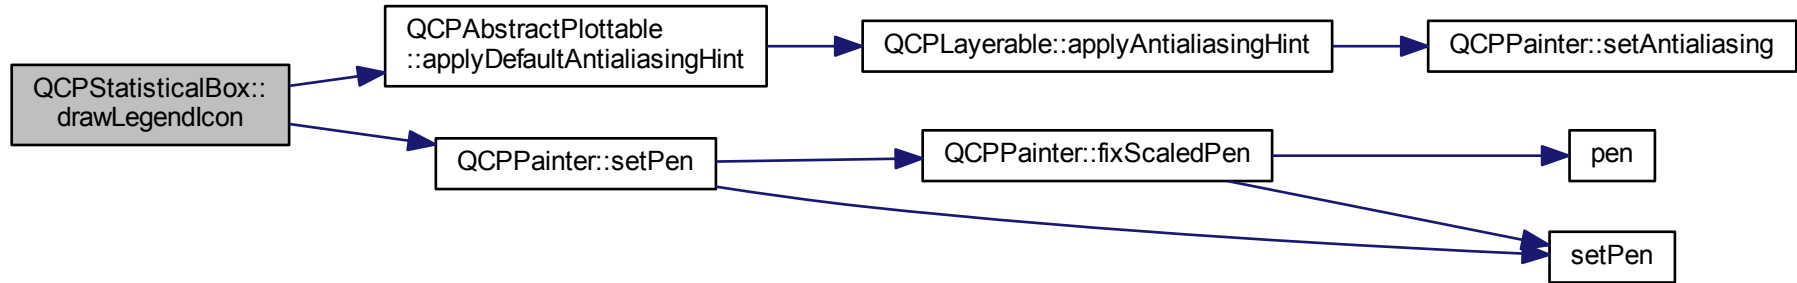 QCPStatisticalBox::
drawLegendIcon
QCPAbstractPlottable
::applyDefaultAntialiasingHint
QCPLayerable::applyAntialiasingHint
QCPPainter::setAntialiasing
QCPPainter::setPen
QCPPainter::fixScaledPen
pen
setPen